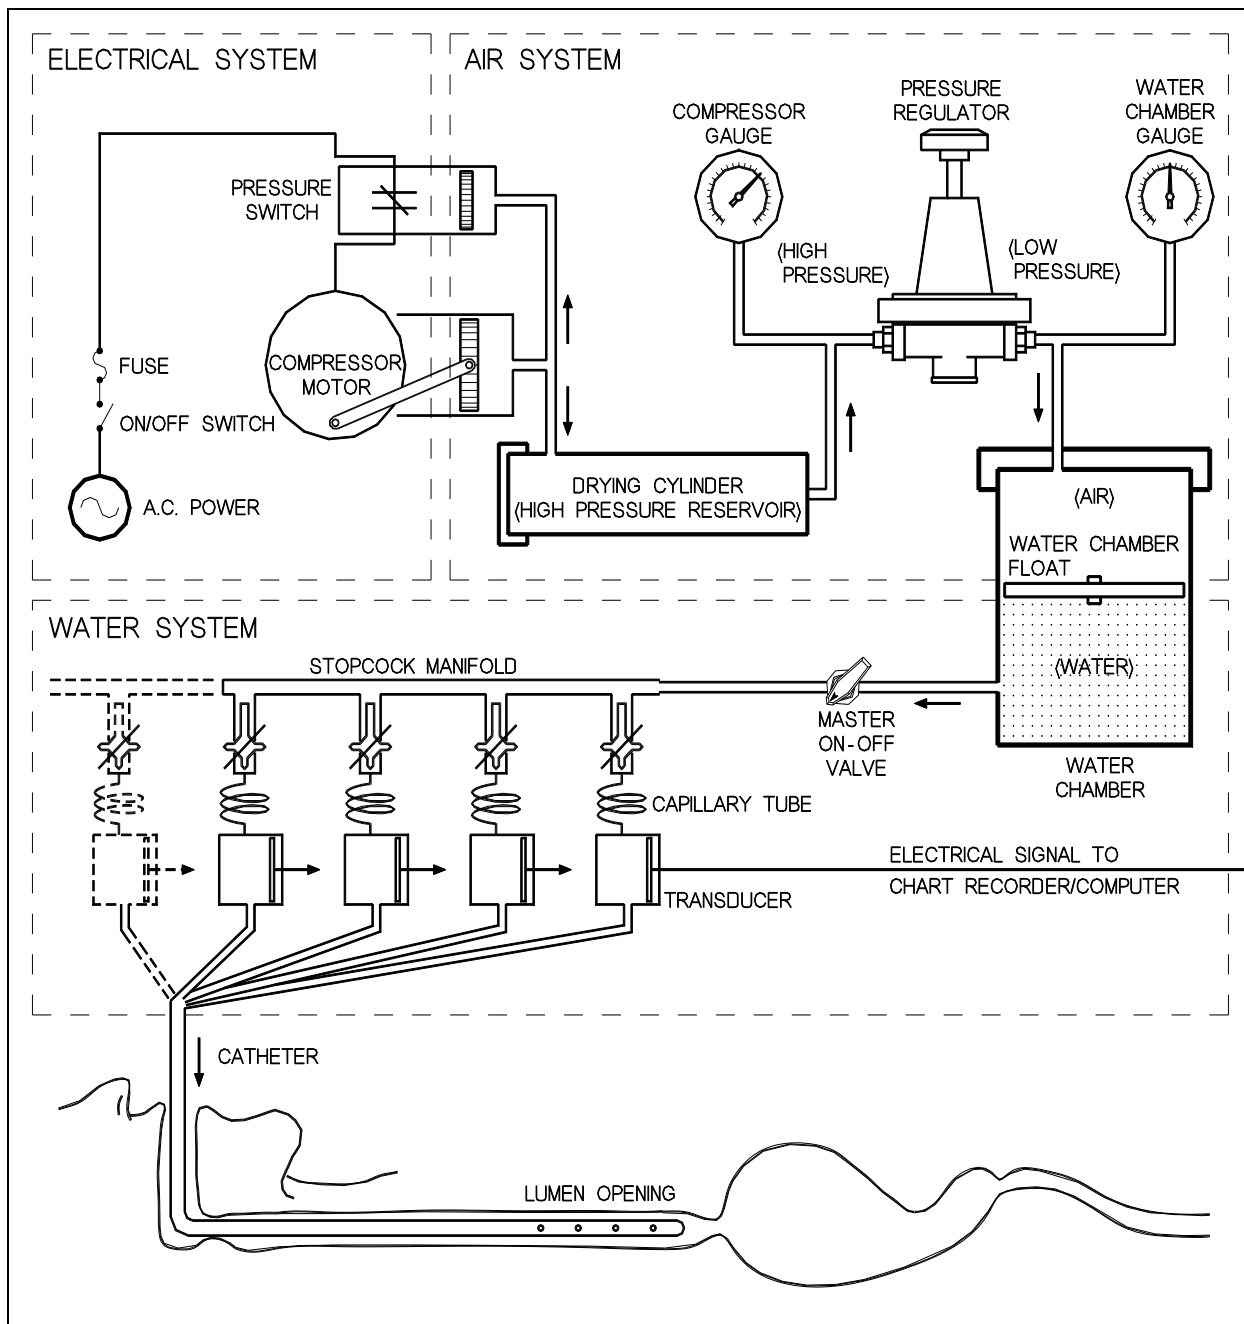 ELECTRICAL SYSTEM
AIR SYSTEM
COMPRESSOR
GAUGE
PRESSURE
REGULATOR
WATER
CHAMBER
GAUGE
PRESSURE
SWITCH
(HIGH
PRESSURE)
(LOW
PRESSURE)
COMPRESSOR
MOTOR
FUSE
ON/OFF SWITCH
A.C. POWER
DRYING CYLINDER
(HIGH PRESSURE RESERVOIR)
(AIR)
WATER CHAMBER
FLOAT
WATER SYSTEM
STOPCOCK MANIFOLD
(WATER)
MASTER
ON-OFF
VALVE
WATER
CHAMBER
CAPILLARY TUBE
ELECTRICAL SIGNAL TO
CHART RECORDER/COMPUTER
TRANSDUCER
CATHETER
LUMEN OPENING